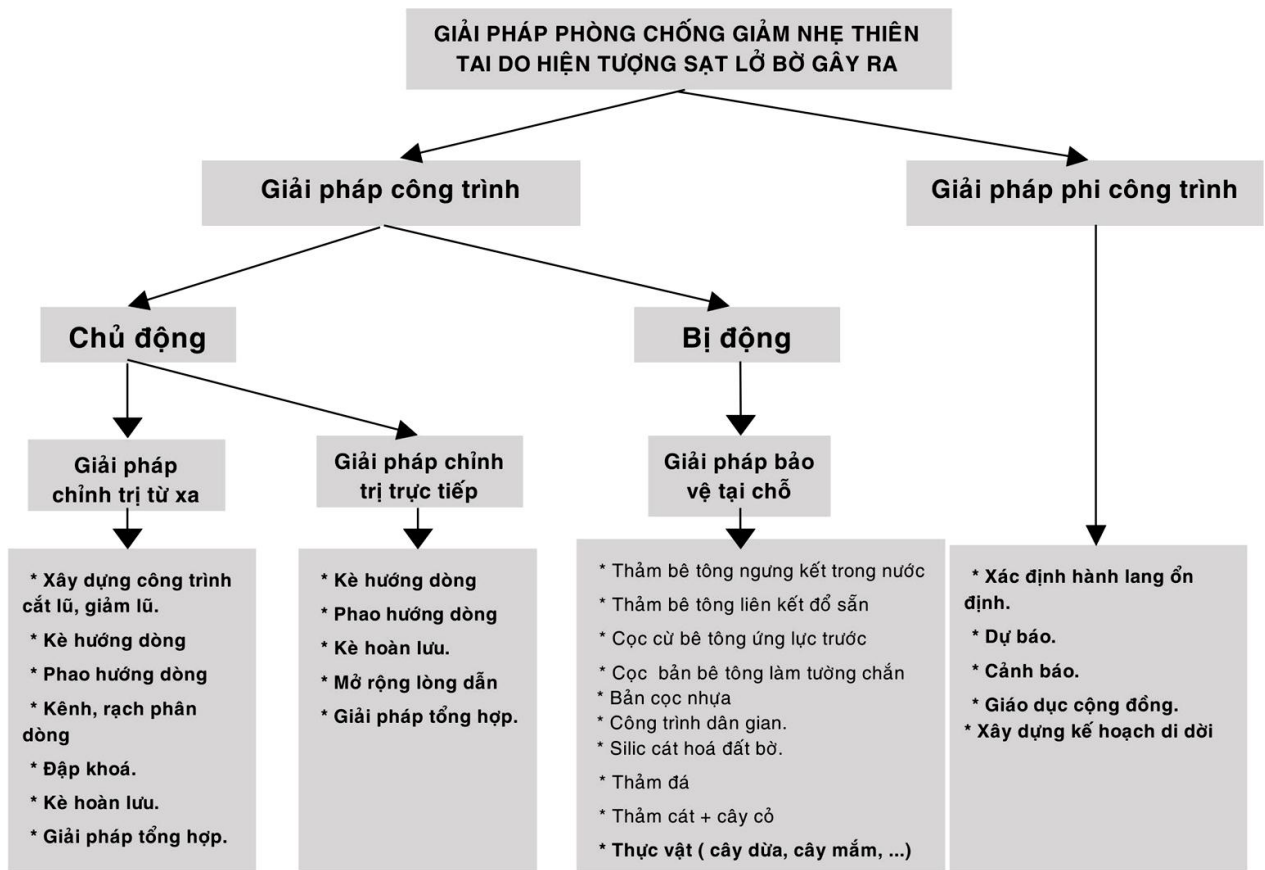 GIẢI PHÁP PHÒNG CHỐNG GIẢM NHẸ THIÊN
TAI DO HIỆN TƯỢNG SẠT LỞ BỜ GÂY RA
Giải pháp công trình
Giải pháp phi công trình
Chủ động
Bị động
Giải pháp
chỉnh trị từ xa
Giải pháp chỉnh
trị trực tiếp
Giải pháp bảo
vệ tại chỗ
* Xây dựng công trình
cắt lũ, giảm lũ.
* Kè hướng dòng
* Phao hướng dòng
* Kênh, rạch phân
dòng
* Đập khoá.
* Kè hoàn lưu.
* Giải pháp tổng hợp.
* Kè hướng dòng
* Phao hướng dòng
* Kè hoàn lưu.
* Mở rộng lòng dẫn
* Giải pháp tổng hợp.
* Thảm bê tông ngưng kết trong nước
* Thảm bê tông liên kết đổ sẵn
* Cọc cừ bê tông ứng lực trước
* Cọc bản bê tông làm tường chắn
* Bản cọc nhựa
* Công trình dân gian.
* Silic cát hoá đất bờ.
* Thảm đá
* Thảm cát + cây cỏ
* Thực vật ( cây dừa, cây mắm, ...)
* Xác định hành lang ổn
định.
* Dự báo.
* Cảnh báo.
* Giáo dục cộng đồng.
* Xây dựng kế hoạch di dời